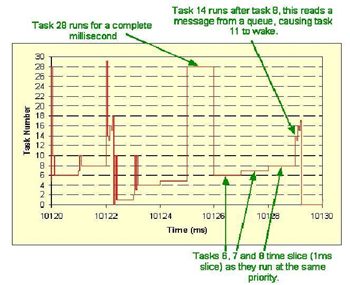 Task 14 runs after task 8, this reads a
message from a queue, causing task
11 to wake.
Task 28 runs for a complete
millisecond
30
28
26
24
22
20
18
16
14
12
10
8
6
4
2
0
Task Number
10120
10122
10124
10126
10128
10130
Time (ms)
Tasks 6, 7 and 8 time slice (1ms
slice) as they run at the same
priority.